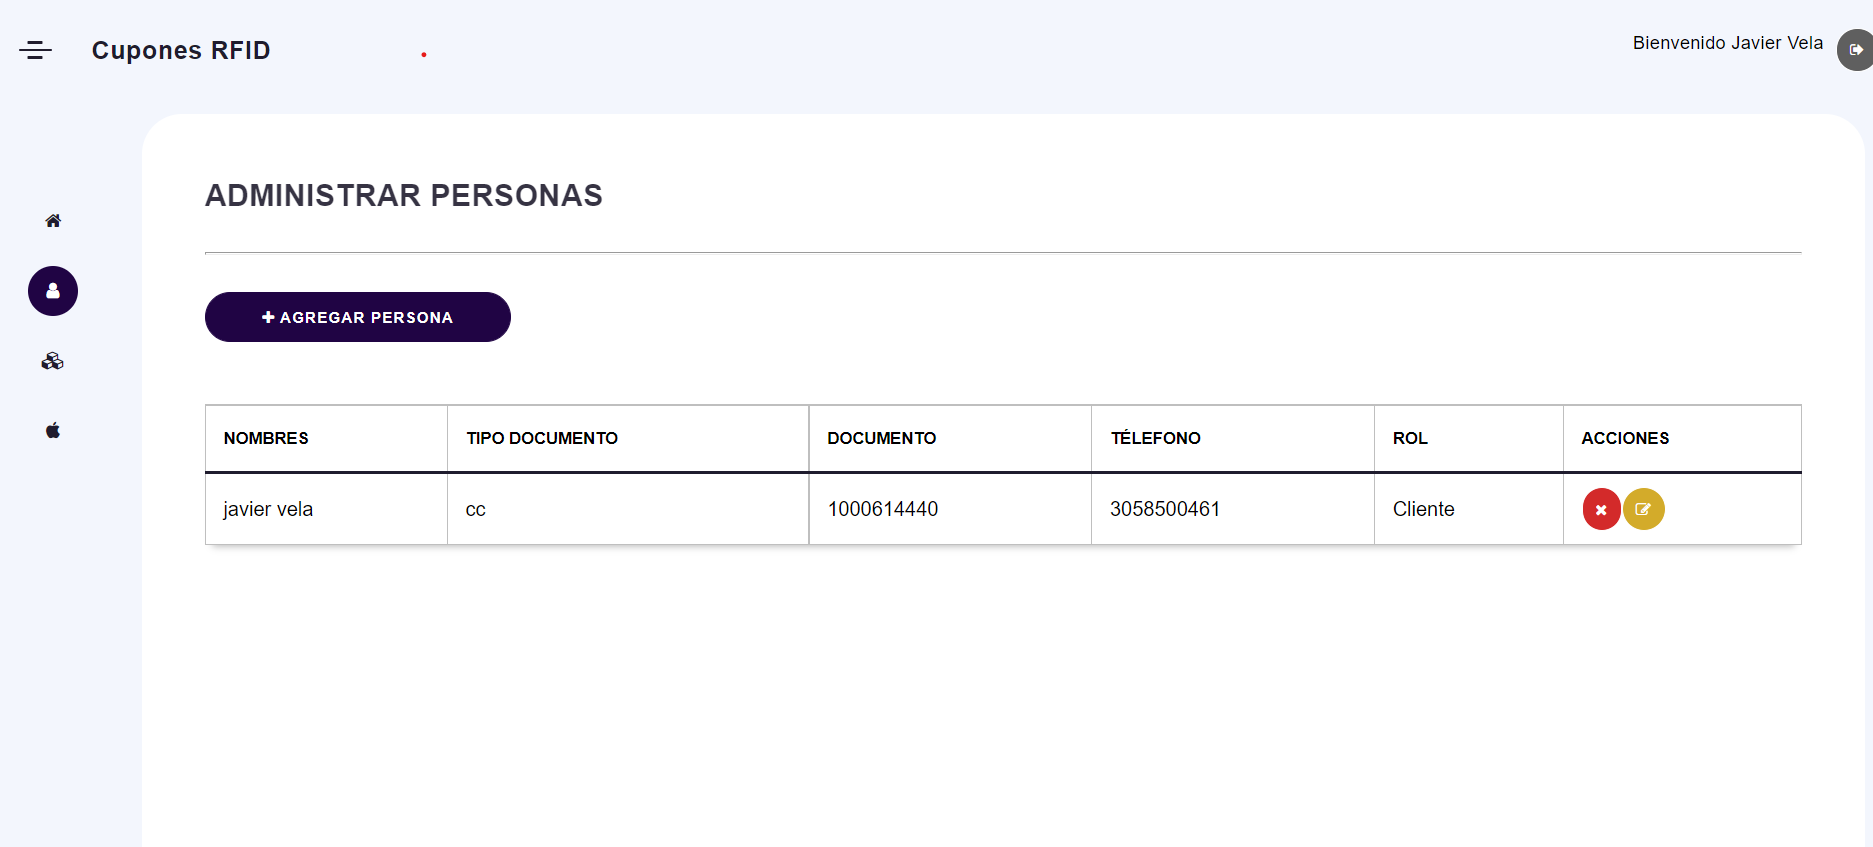 Cupones RFID
Bienvenido Javier Vela
ADMINISTRAR PERSONAS
AGREGAR PERSONA
NOMBRES TIPO DOCUMENTO DOCUMENTO TÉLEFONO ROL ACCIONES
javier vela cc 1000614440 3058500461 Cliente